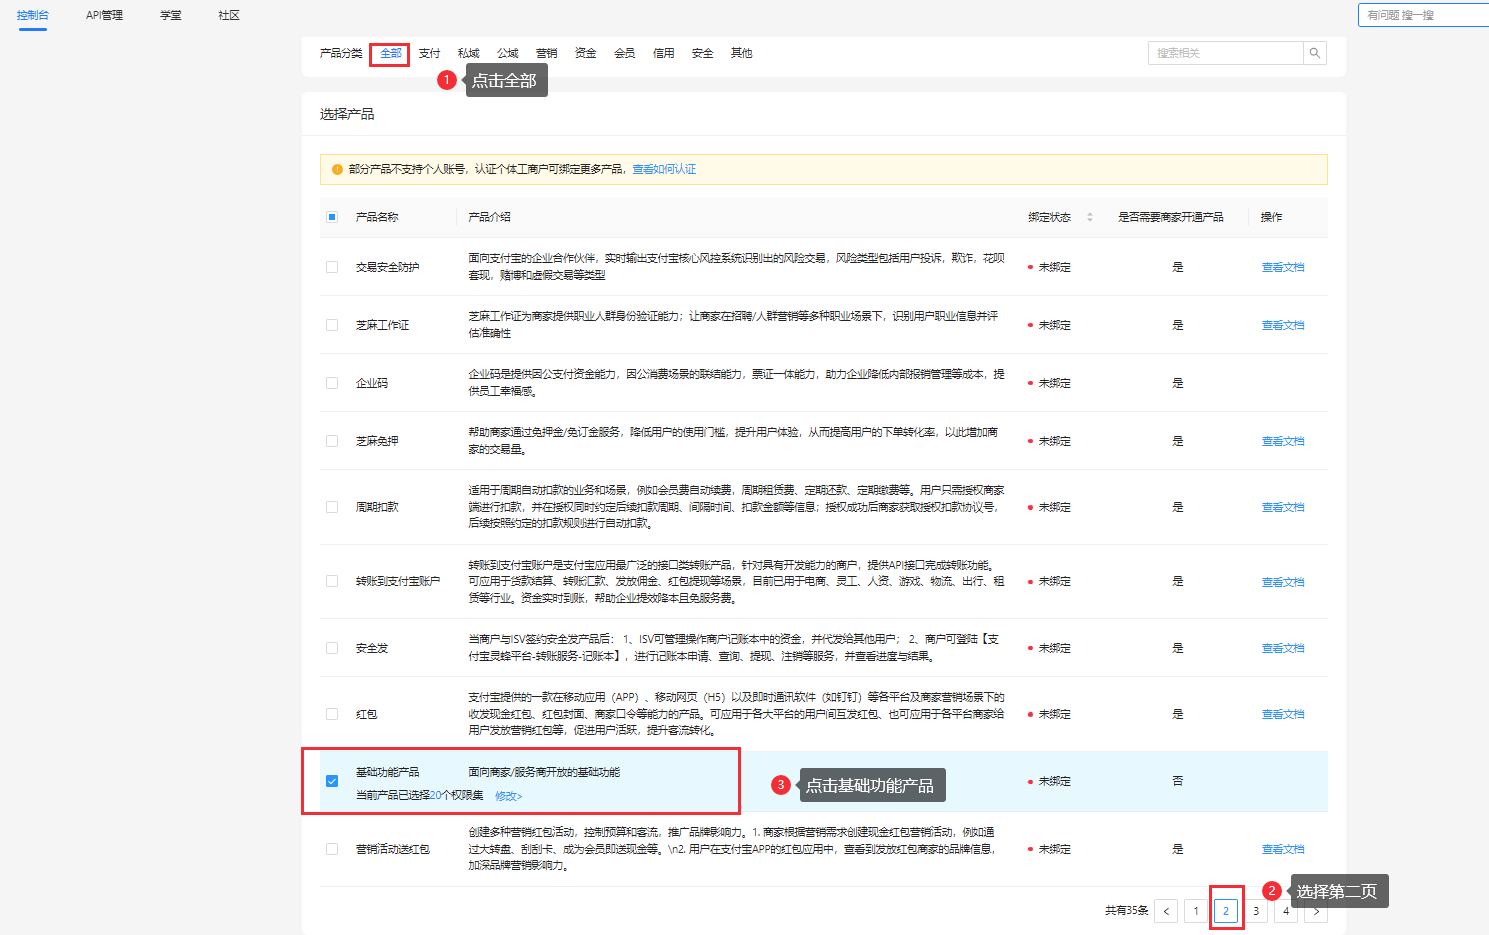 控制台 API管理 学堂 社区 有问题 搜一搜
产品分类 全部 支付 私域 公域 营销 资金 会员 信用 安全 其他 搜索相关
1 点击全部
选择产品
部分产品不支持个人账号，认证个体工商户可绑定更多产品，查看如何认证
产品名称 产品介绍 绑定状态 是否需要商家开通产品 操作
面向支付宝的企业合作伙伴，实时输出支付宝核心风控系统识别出的风险交易，风险类型包括用户投诉，欺诈，花呗
交易安全防护 未绑定 是 查看文档
套现，赌博和虚假交易等类型
芝麻工作证为商家提供职业人群身份验证能力；让商家在招聘/人群营销等多种职业场景下，识别用户职业信息并评
芝麻工作证 未绑定 是 查看文档
估准确性
企业码是提供因公支付资金能力，因公消费场景的联结能力，票证一体能力，助力企业降低内部报销管理等成本，提
企业码 未绑定 是
供员工幸福感。
帮助商家通过免押金/免订金服务，降低用户的使用门槛，提升用户体验，从而提高用户的下单转化率，以此增加商
芝麻免押 未绑定 是 查看文档
家的交易量。
适用于周期自动扣款的业务和场景，例如会员费自动续费，周期租赁费、定期还款、定期缴费等。用户只需授权商家
周期扣款 端进行扣款，并在授权同时约定后续扣款周期、间隔时间、扣款金额等信息；授权成功后商家获取授权扣款协议号， 未绑定 是 查看文档
后续按照约定的扣款规则进行自动扣款。
转账到支付宝账户是支付宝应用最广泛的接口类转账产品，针对具有开发能力的商户，提供API接口完成转账功能。
转账到支付宝账户 可应用于货款结算、转账汇款、发放佣金、红包提现等场景，目前已用于电商、灵工、人资、游戏、物流、出行、租 未绑定 是 查看文档
赁等行业。资金实时到账，帮助企业提效降本且免服务费。
当商户与ISV签约安全发产品后： 1、ISV可管理操作商户记账本中的资金，并代发给其他用户； 2、商户可登陆【支
安全发 未绑定 是 查看文档
付宝灵蜂平台-转账服务-记账本】，进行记账本申请、查询、提现、注销等服务，并查看进度与结果。
支付宝提供的一款在移动应用（APP）、移动网页（H5）以及即时通讯软件（如钉钉）等各平台及商家营销场景下的
红包 收发现金红包、红包封面、商家口令等能力的产品。可应用于各大平台的用户间互发红包、也可应用于各平台商家给 未绑定 是 查看文档
用户发放营销红包等，促进用户活跃，提升客流转化。
基础功能产品 面向商家/服务商开放的基础功能
3 点击基础功能产品 未绑定 否
当前产品已选择20个权限集 修改>
创建多种营销红包活动，控制预算和客流，推广品牌影响力。1. 商家根据营销需求创建现金红包营销活动，例如通
营销活动送红包 过大转盘、刮刮卡、成为会员即送现金等。\n2. 用户在支付宝APP的红包应用中，查看到发放红包商家的品牌信息， 未绑定 是 查看文档
加深品牌营销影响力。
2 选择第二页
共有35条 < 1 2 3 4 >